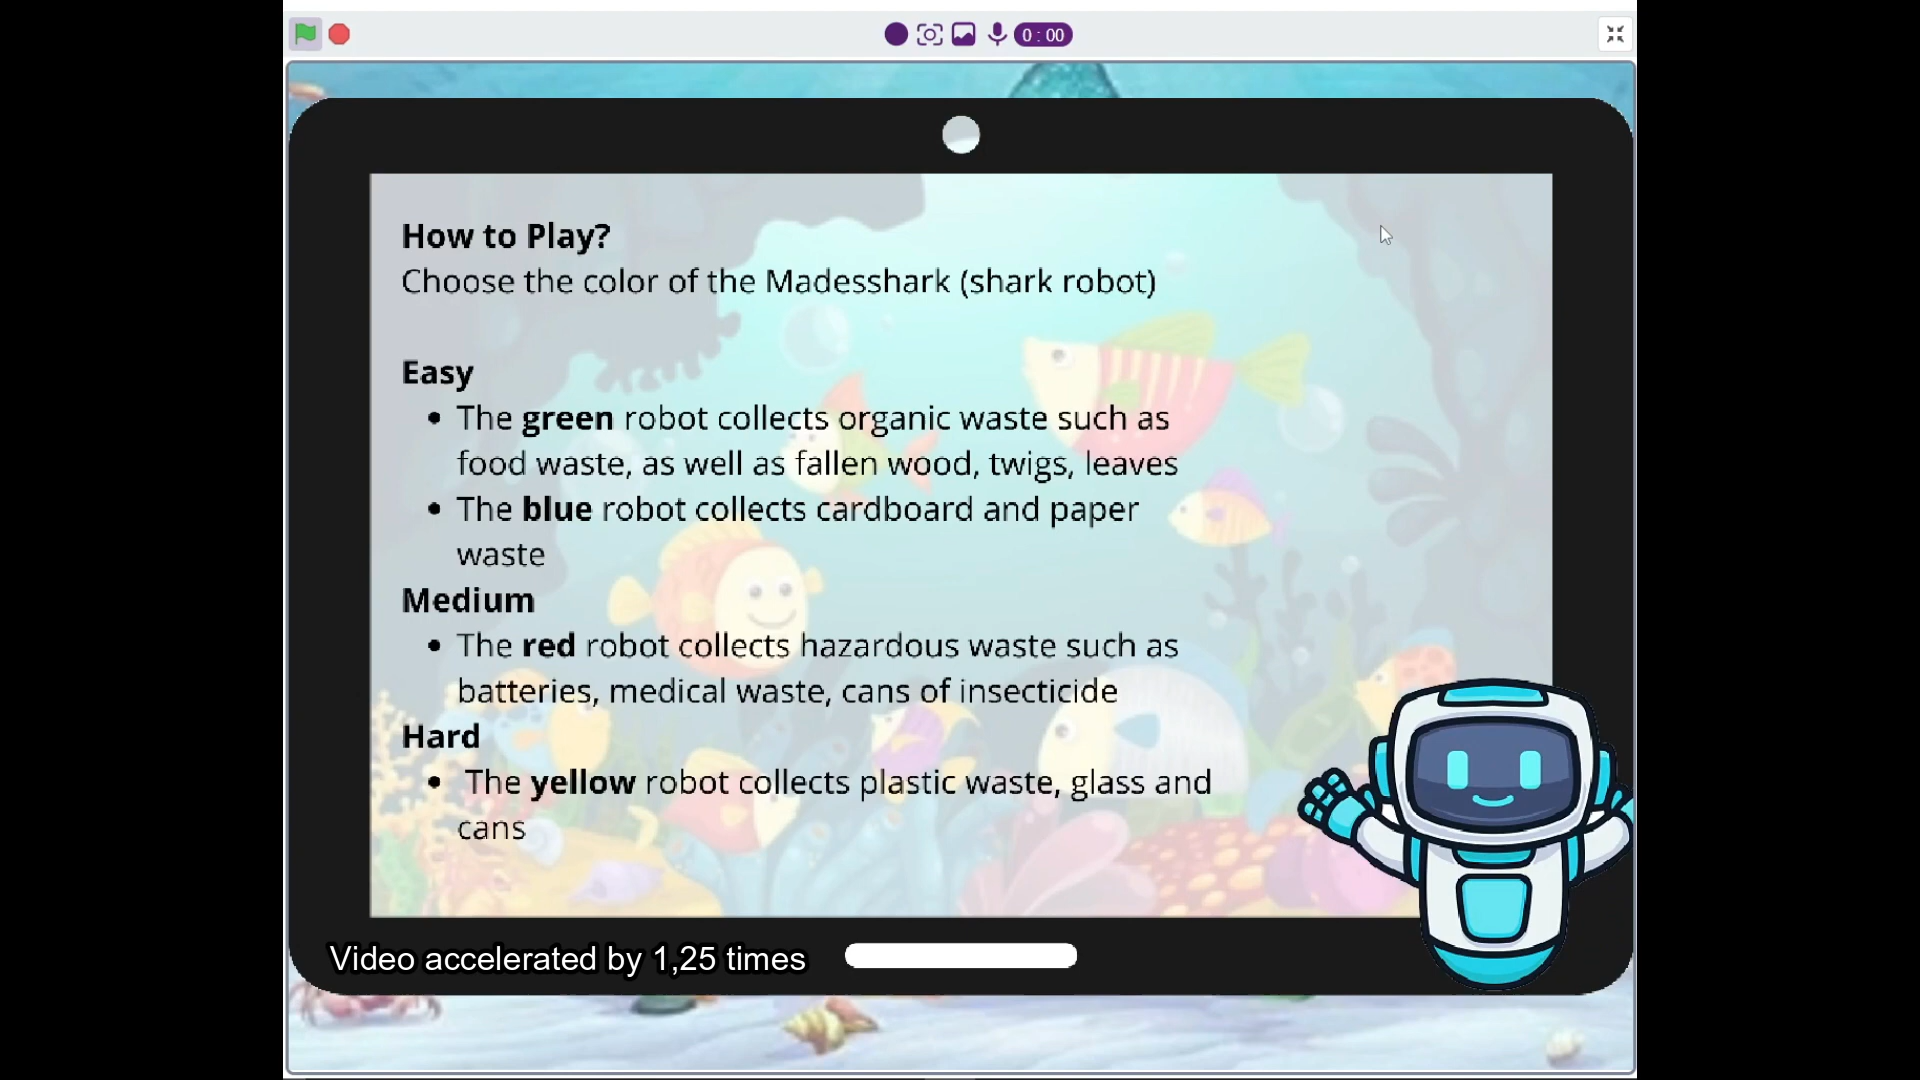 0 : 00
How to Play?
Choose the color of the Madesshark (shark robot)
Easy
• The green robot collects organic waste such as
food waste, as well as fallen wood, twigs, leaves
• The blue robot collects cardboard and paper
waste
Medium
• The red robot collects hazardous waste such as
batteries, medical waste, cans of insecticide
Hard
• The yellow robot collects plastic waste, glass and
cans
Video accelerated by 1,25 times